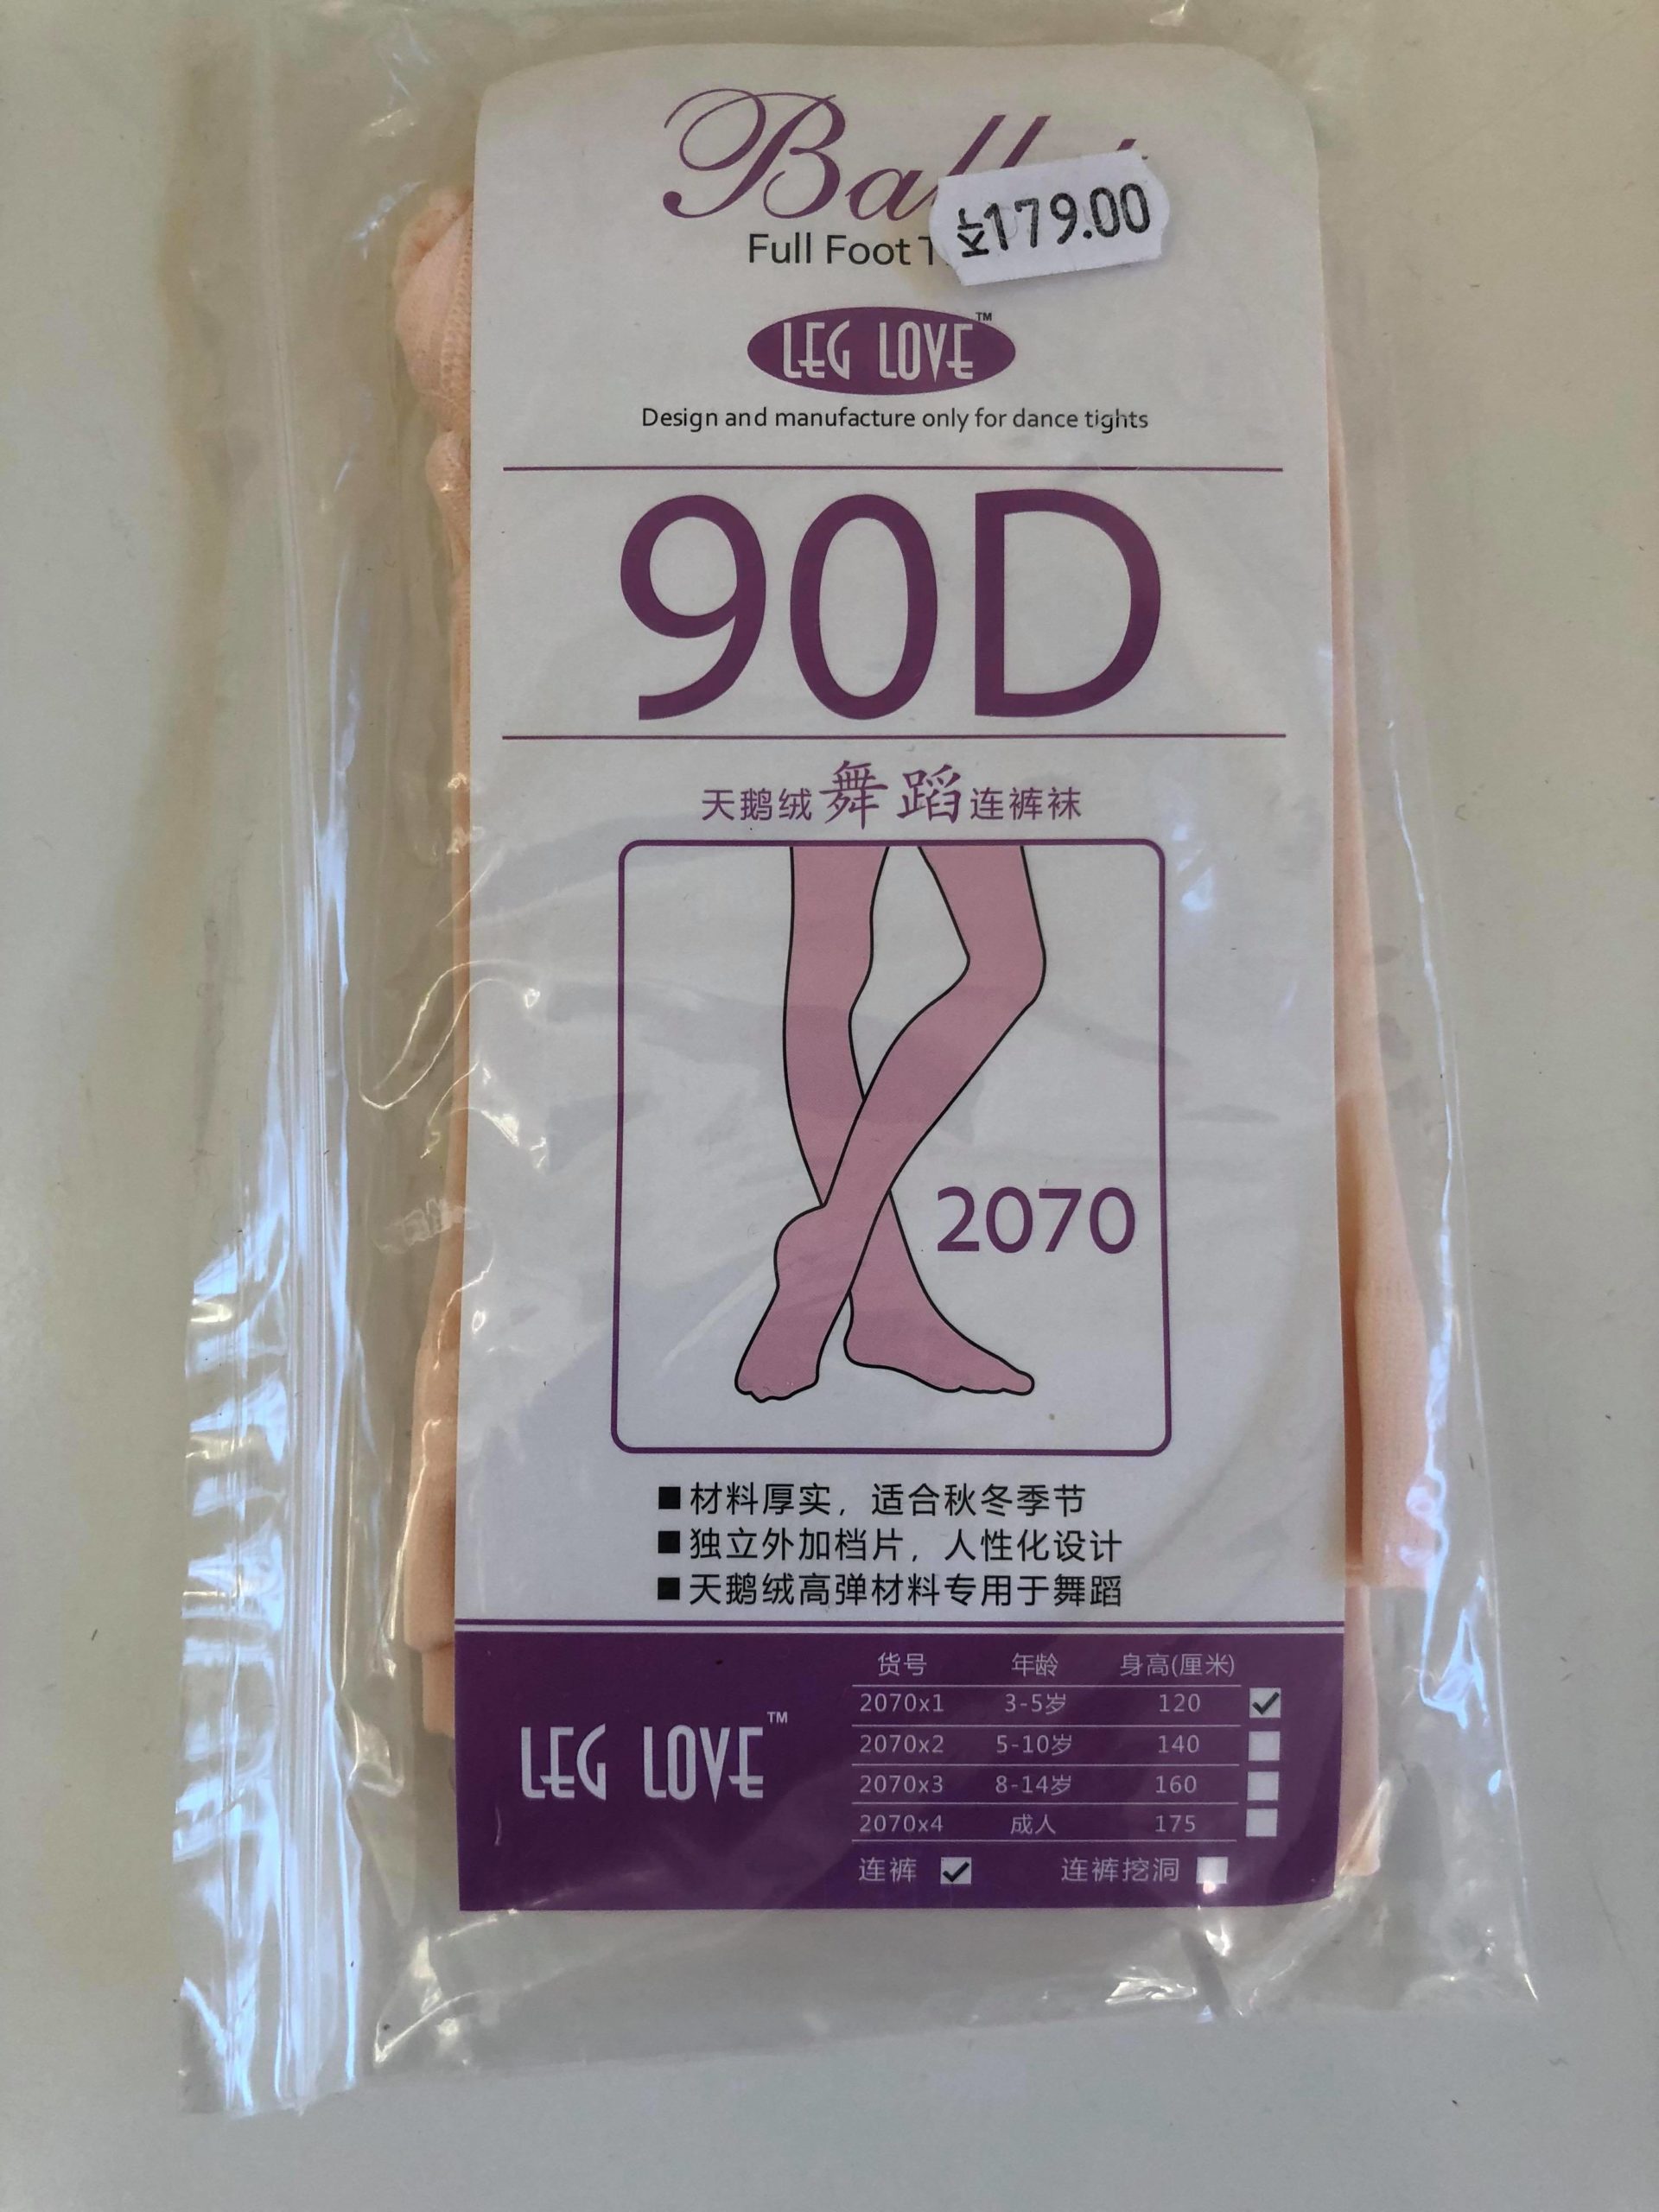 Ball
Full Foot
Kč179.00
LEG LOVE™
Design and manufacture only for dance tights
90D
天鹅绒舞蹈连裤袜
2070
■材料厚实，适合秋冬季节
■独立外加档片，人性化设计
■天鹅绒高弹材料专用于舞蹈
LEG LOVE™
货号 年龄 身高(厘米)
2070x1 3-5岁 120
2070x2 5-10岁 140
2070x3 8-14岁 160
2070x4 成人 175
连裤 连裤挖洞